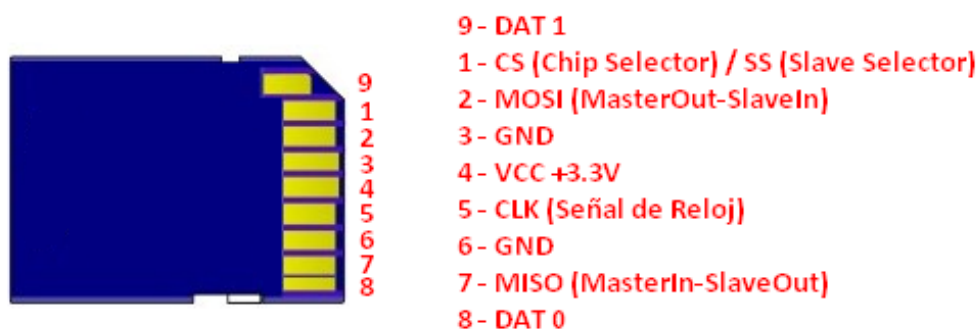 9
1
2
3
4
5
6
7
8
9 - DAT 1
1 - CS (Chip Selector) / SS (Slave Selector)
2 - MOSI (MasterOut-SlaveIn)
3 - GND
4 - VCC +3.3V
5 - CLK (Señal de Reloj)
6 - GND
7 - MISO (MasterIn-SlaveOut)
8 - DAT 0